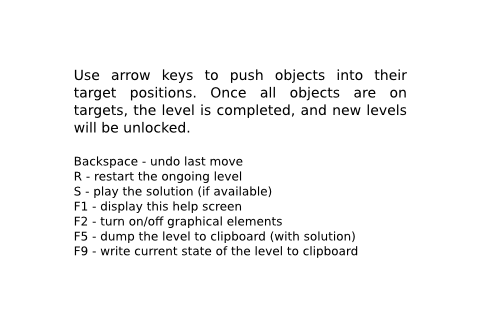 Use arrow keys to push objects into their
target positions. Once all objects are on
targets, the level is completed, and new levels
will be unlocked.
Backspace - undo last move
R - restart the ongoing level
S - play the solution (if available)
F1 - display this help screen
F2 - turn on/off graphical elements
F5 - dump the level to clipboard (with solution)
F9 - write current state of the level to clipboard